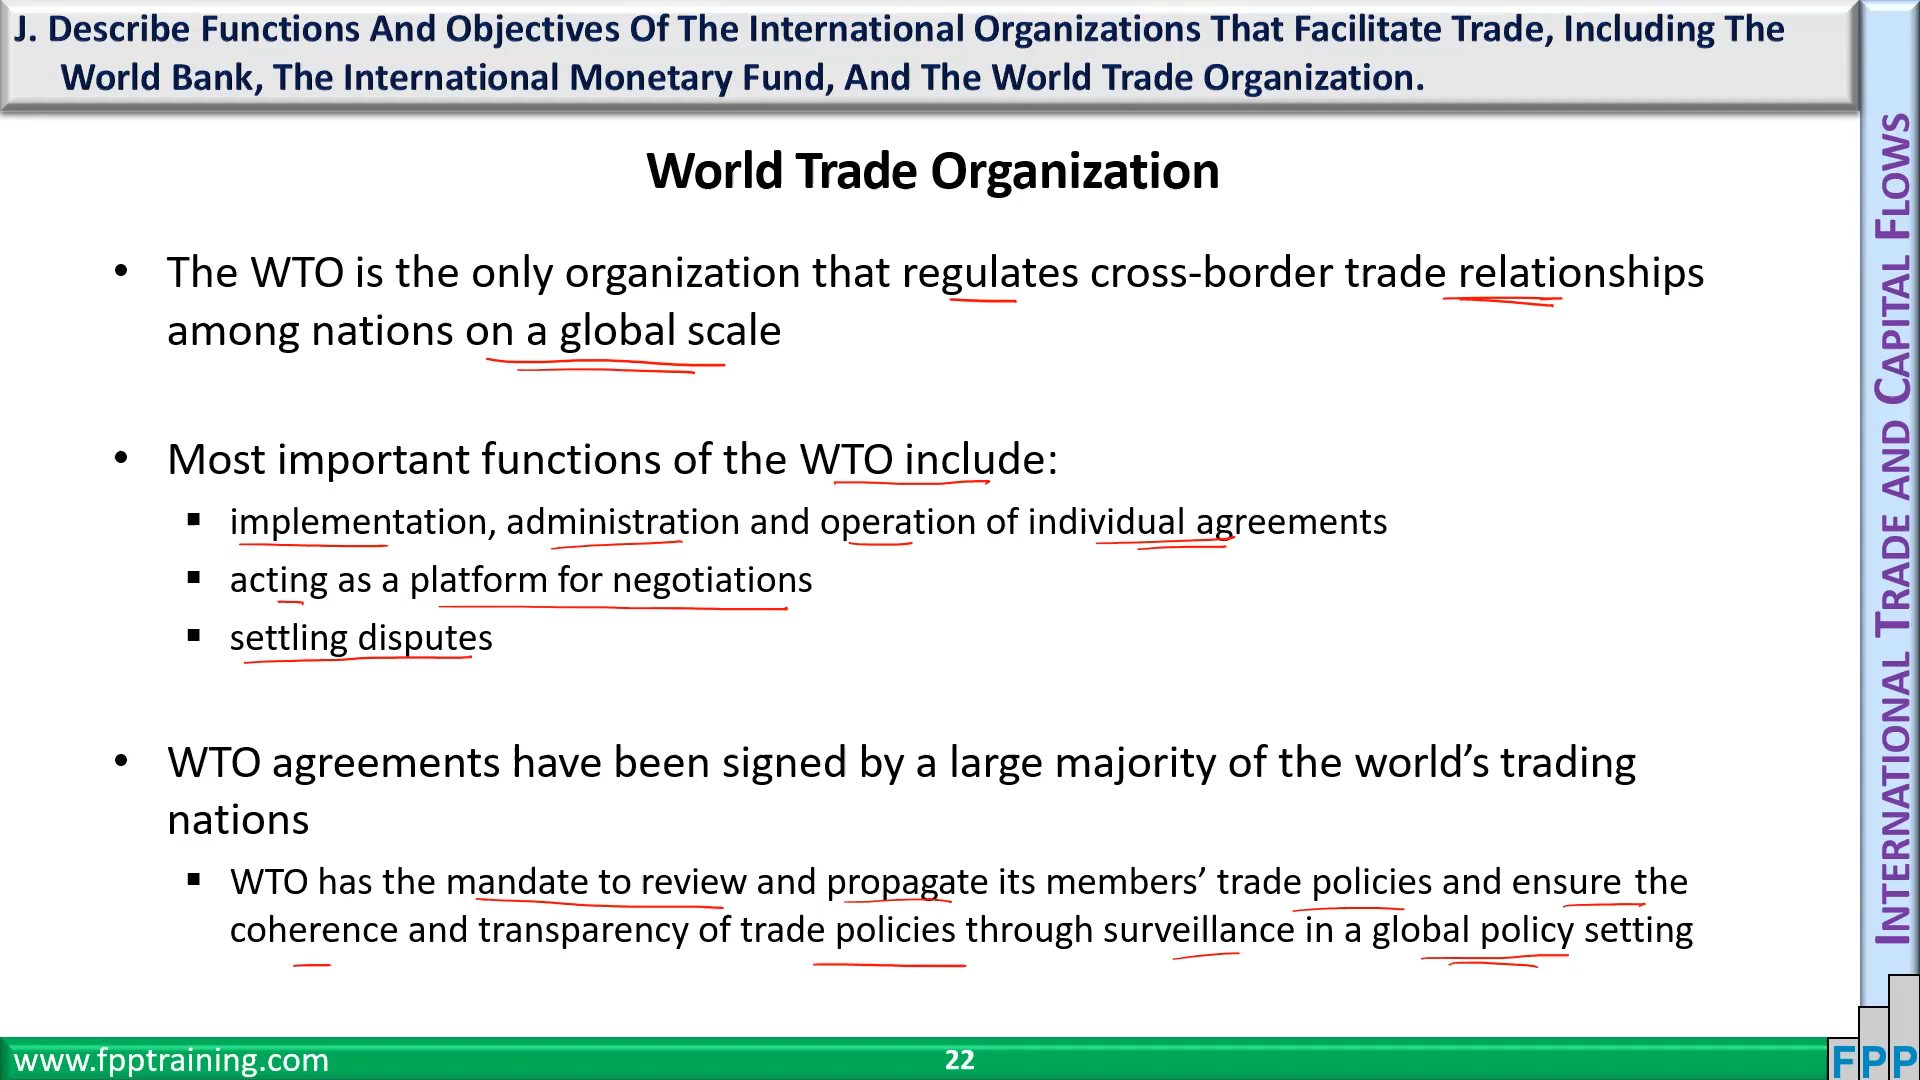 J. Describe Functions And Objectives Of The International Organizations That Facilitate Trade, Including The
World Bank, The International Monetary Fund, And The World Trade Organization.
World Trade Organization
• The WTO is the only organization that regulates cross-border trade relationships
among nations on a global scale
• Most important functions of the WTO include:
▪ implementation, administration and operation of individual agreements
▪ acting as a platform for negotiations
▪ settling disputes
• WTO agreements have been signed by a large majority of the world’s trading
nations
▪ WTO has the mandate to review and propagate its members’ trade policies and ensure the
coherence and transparency of trade policies through surveillance in a global policy setting
INTERNATIONAL TRADE AND CAPITAL FLOWS
www.fpptraining.com
22
FPP